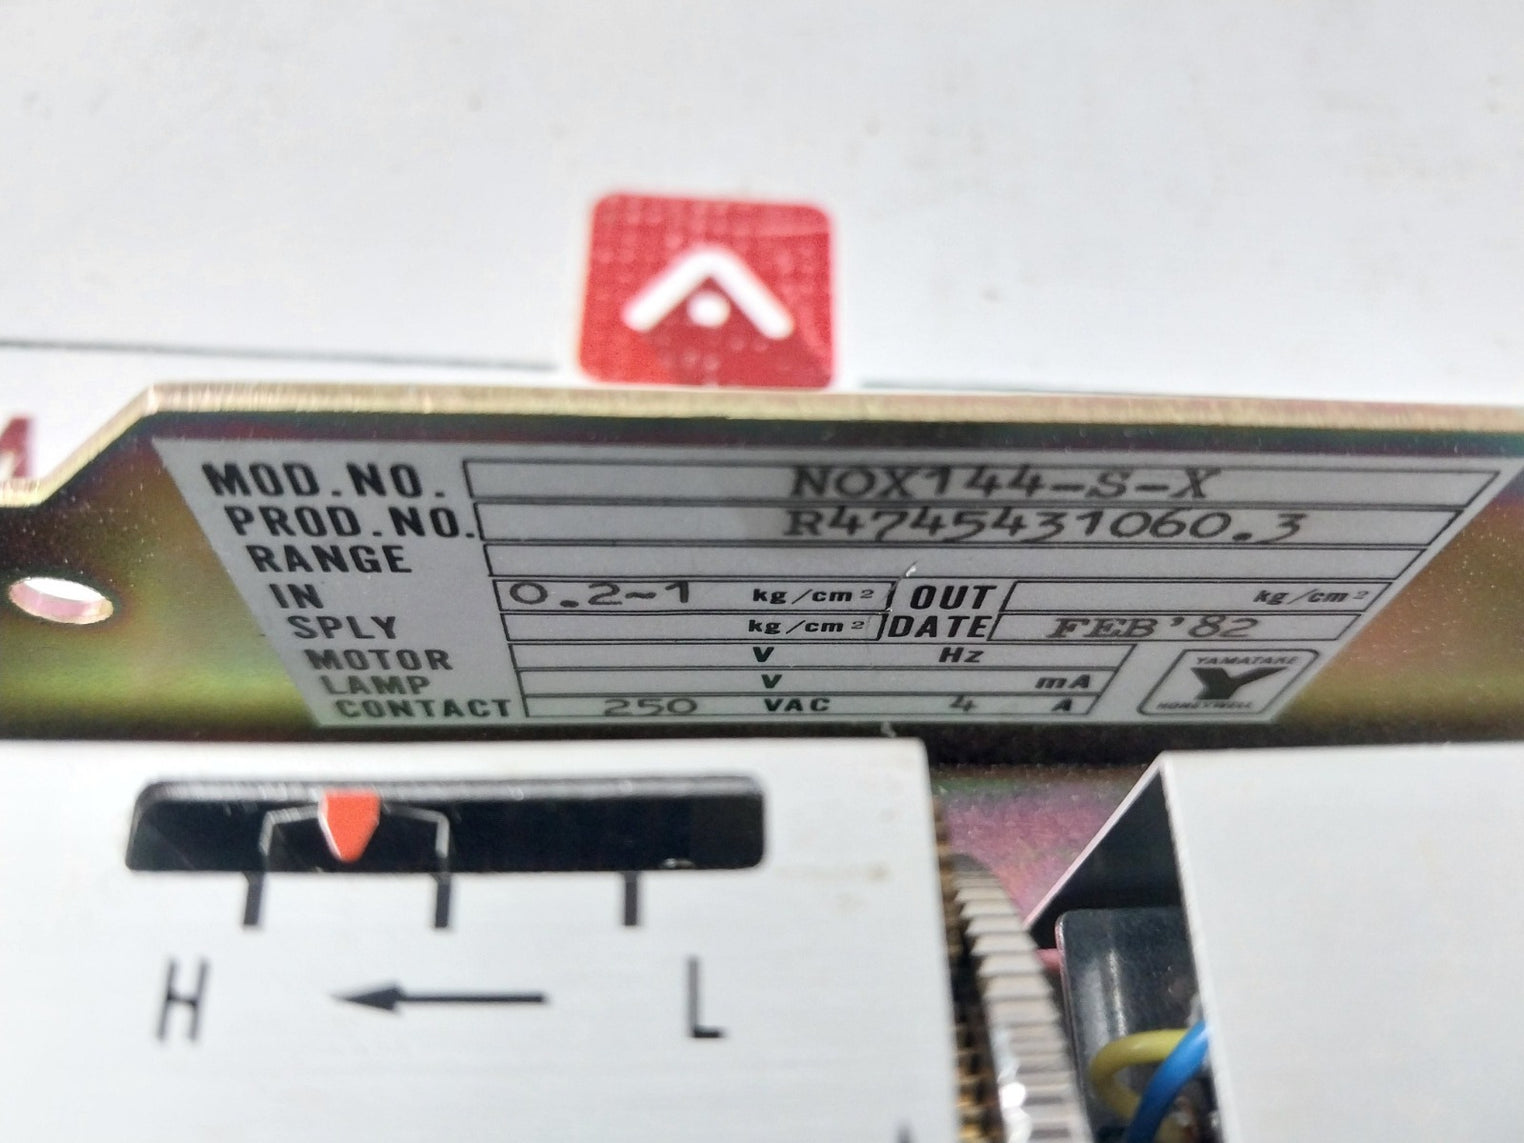 MOD.NO. NOX144-S-X
PROD.NO. R4745431060.3
RANGE
IN 0.2~1 kg/cm² OUT kg/cm²
SPLY kg/cm² DATE FEB'82
MOTOR V Hz
LAMP V mA
CONTACT 250 VAC 4 A
YAMATAKE
Y
HONEYWELL
H L